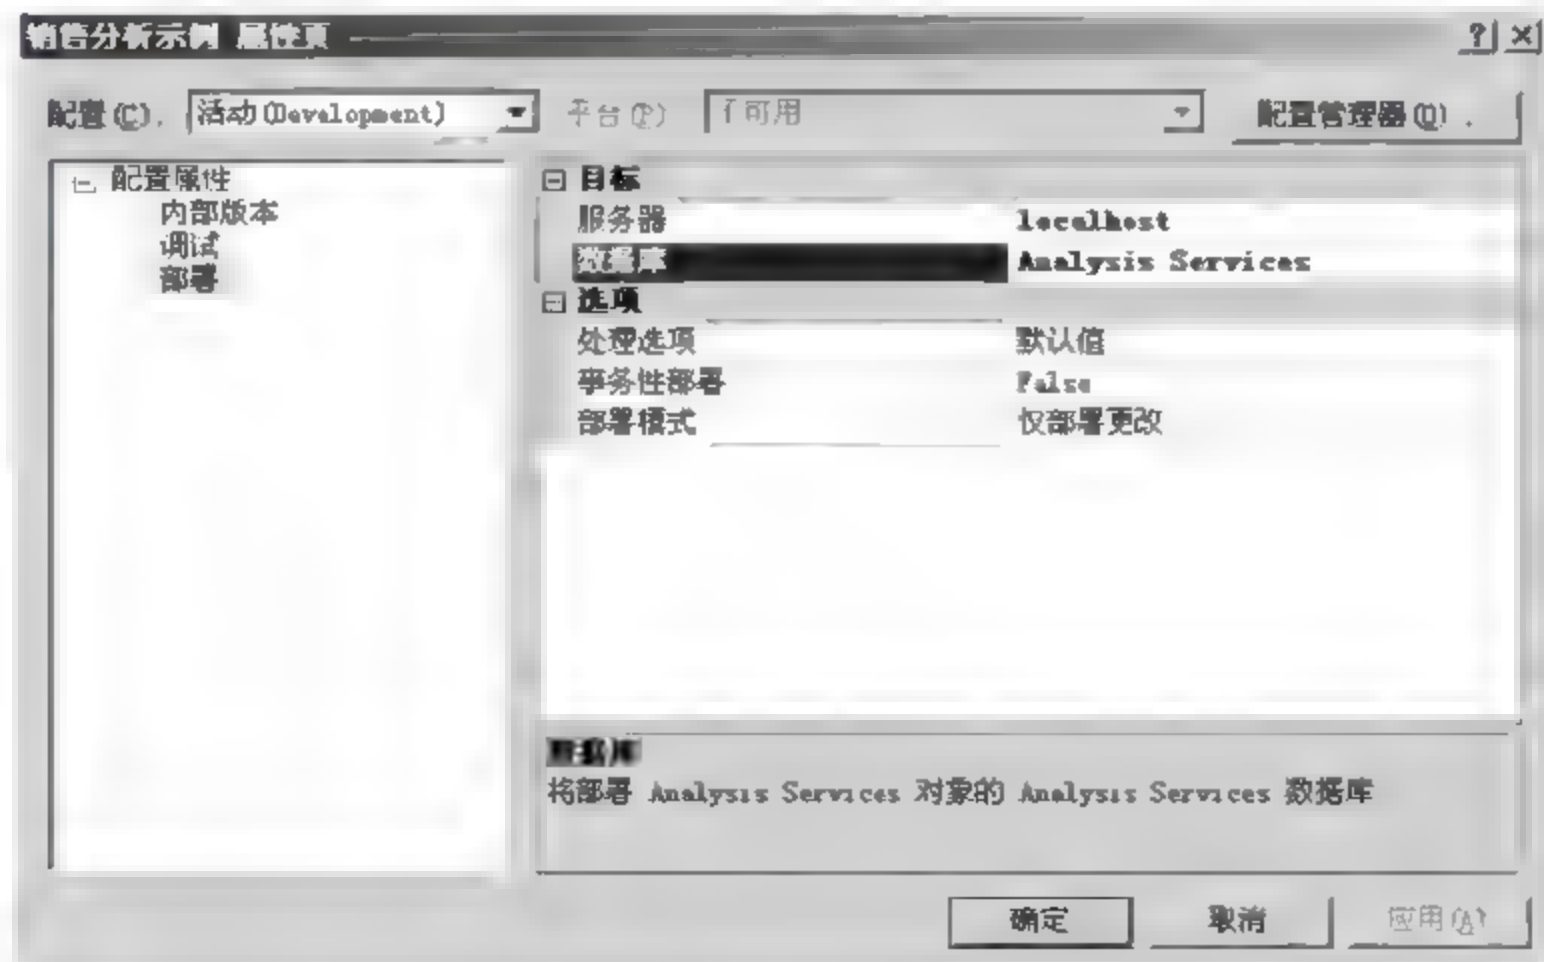 销售分析示例 属性页
配置(C). 活动(Development) 平台(P) 不可用 配置管理器(O) .
配置属性
内部版本
调试
部署
目标
服务器 localhost
数据库 Analysis Services
选项
处理选项 默认值
事务性部署 False
部署模式 仅部署更改
数据库
将部署 Analysis Services 对象的 Analysis Services 数据库
确定 取消 应用(A)